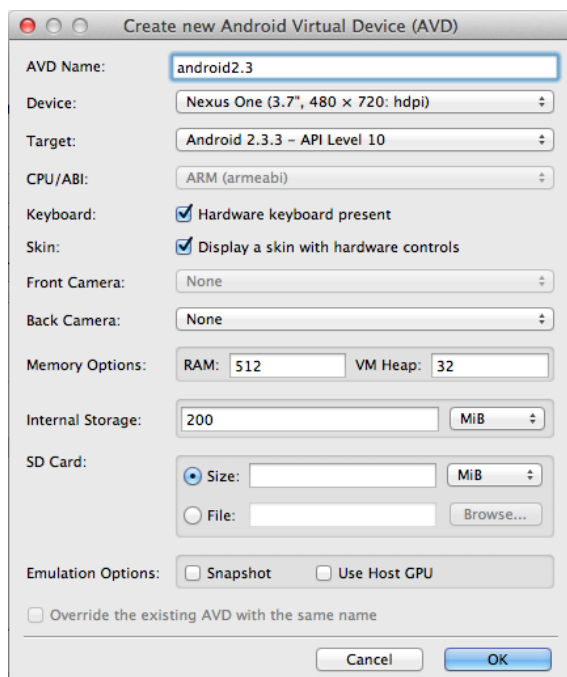 Create new Android Virtual Device (AVD)
AVD Name: android2.3
Device: Nexus One (3.7", 480 × 720: hdpi)
Target: Android 2.3.3 – API Level 10
CPU/ABI: ARM (armeabi)
Keyboard: Hardware keyboard present
Skin: Display a skin with hardware controls
Front Camera: None
Back Camera: None
Memory Options: RAM: 512 VM Heap: 32
Internal Storage: 200 MiB
SD Card:
Size: MiB
File: Browse...
Emulation Options: Snapshot Use Host GPU
Override the existing AVD with the same name
Cancel OK